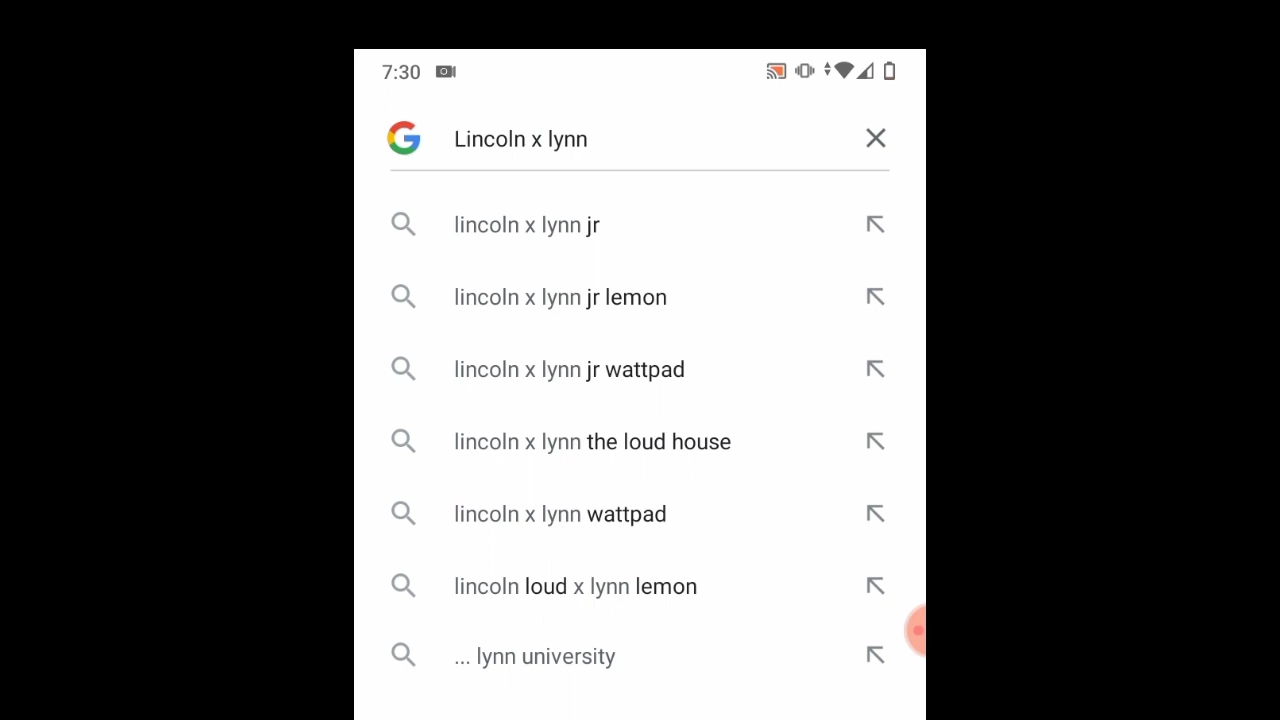 7:30
Lincoln x lynn
lincoln x lynn jr
lincoln x lynn jr lemon
lincoln x lynn jr wattpad
lincoln x lynn the loud house
lincoln x lynn wattpad
lincoln loud x lynn lemon
... lynn university